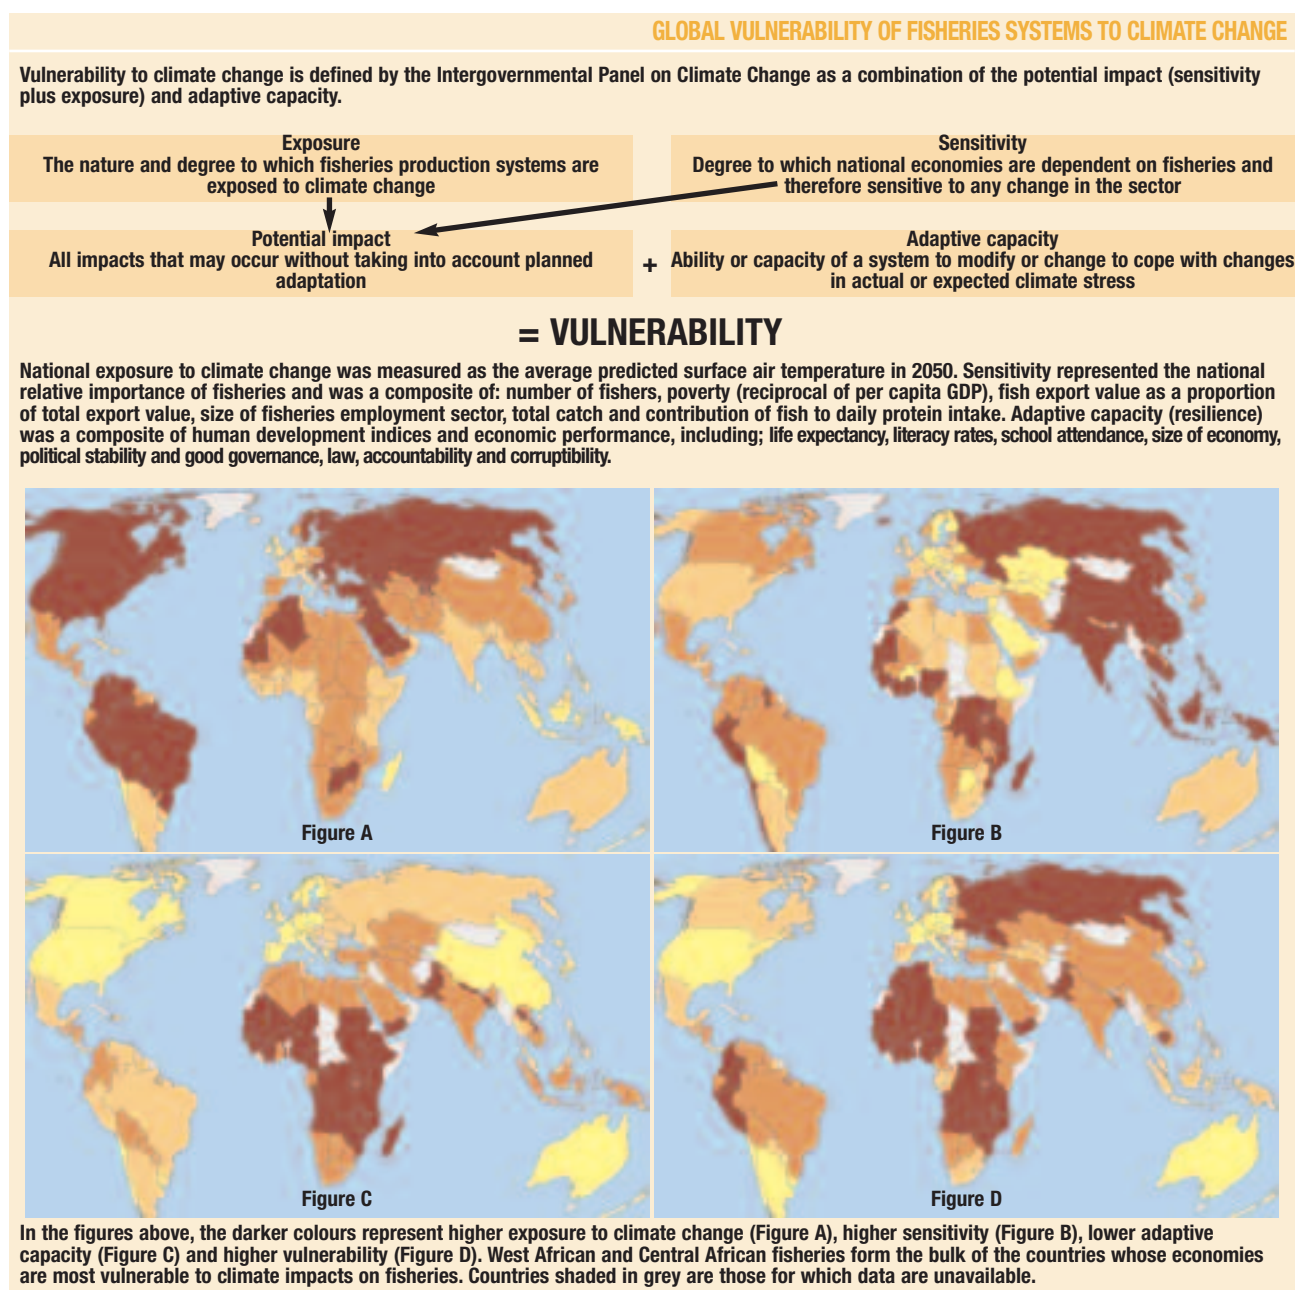 GLOBAL VULNERABILITY OF FISHERIES SYSTEMS TO CLIMATE CHANGE
Vulnerability to climate change is defined by the Intergovernmental Panel on Climate Change as a combination of the potential impact (sensitivity
plus exposure) and adaptive capacity.
Exposure
The nature and degree to which fisheries production systems are
exposed to climate change
Sensitivity
Degree to which national economies are dependent on fisheries and
therefore sensitive to any change in the sector
Potential impact
All impacts that may occur without taking into account planned
adaptation
+
Adaptive capacity
Ability or capacity of a system to modify or change to cope with changes
in actual or expected climate stress
= VULNERABILITY
National exposure to climate change was measured as the average predicted surface air temperature in 2050. Sensitivity represented the national
relative importance of fisheries and was a composite of: number of fishers, poverty (reciprocal of per capita GDP), fish export value as a proportion
of total export value, size of fisheries employment sector, total catch and contribution of fish to daily protein intake. Adaptive capacity (resilience)
was a composite of human development indices and economic performance, including; life expectancy, literacy rates, school attendance, size of economy,
political stability and good governance, law, accountability and corruptibility.
Figure A
Figure B
Figure C
Figure D
In the figures above, the darker colours represent higher exposure to climate change (Figure A), higher sensitivity (Figure B), lower adaptive
capacity (Figure C) and higher vulnerability (Figure D). West African and Central African fisheries form the bulk of the countries whose economies
are most vulnerable to climate impacts on fisheries. Countries shaded in grey are those for which data are unavailable.